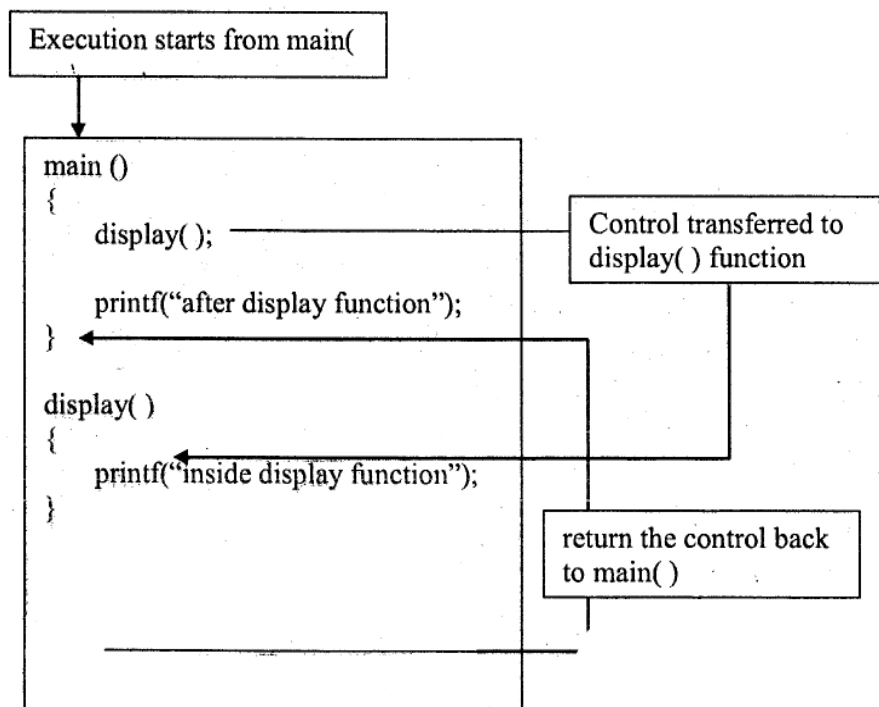 Execution starts from main(
main ()
{
display( );
printf(“after display function”);
}
display( )
{
printf(“inside display function”);
}
Control transferred to
display( ) function
return the control back
to main( )